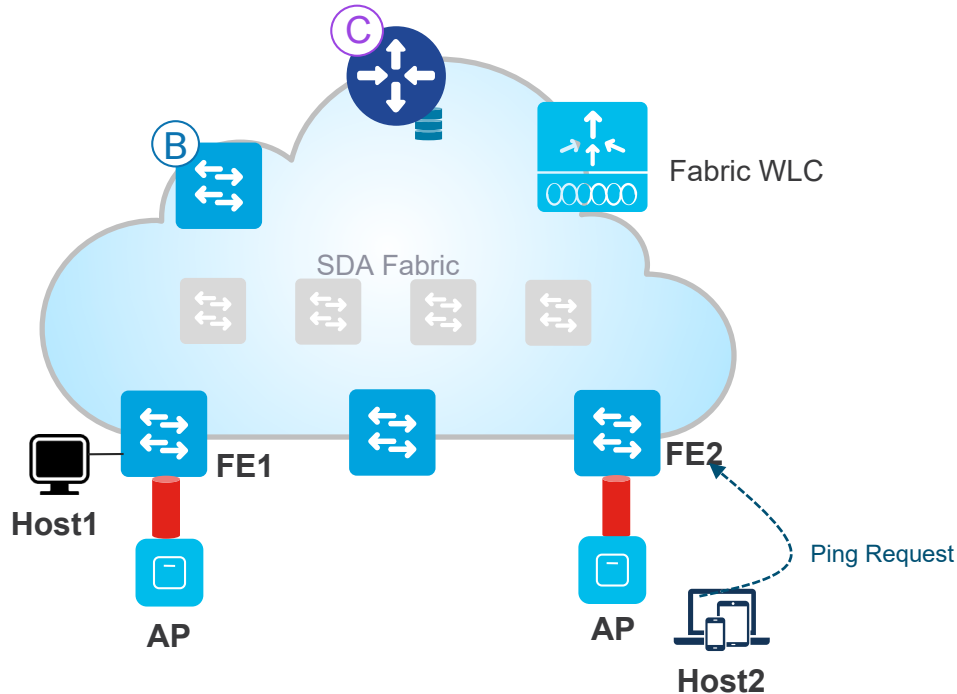 C
B
Fabric WLC
SDA Fabric
FE1
FE2
Host1
Ping Request
AP
AP
Host2